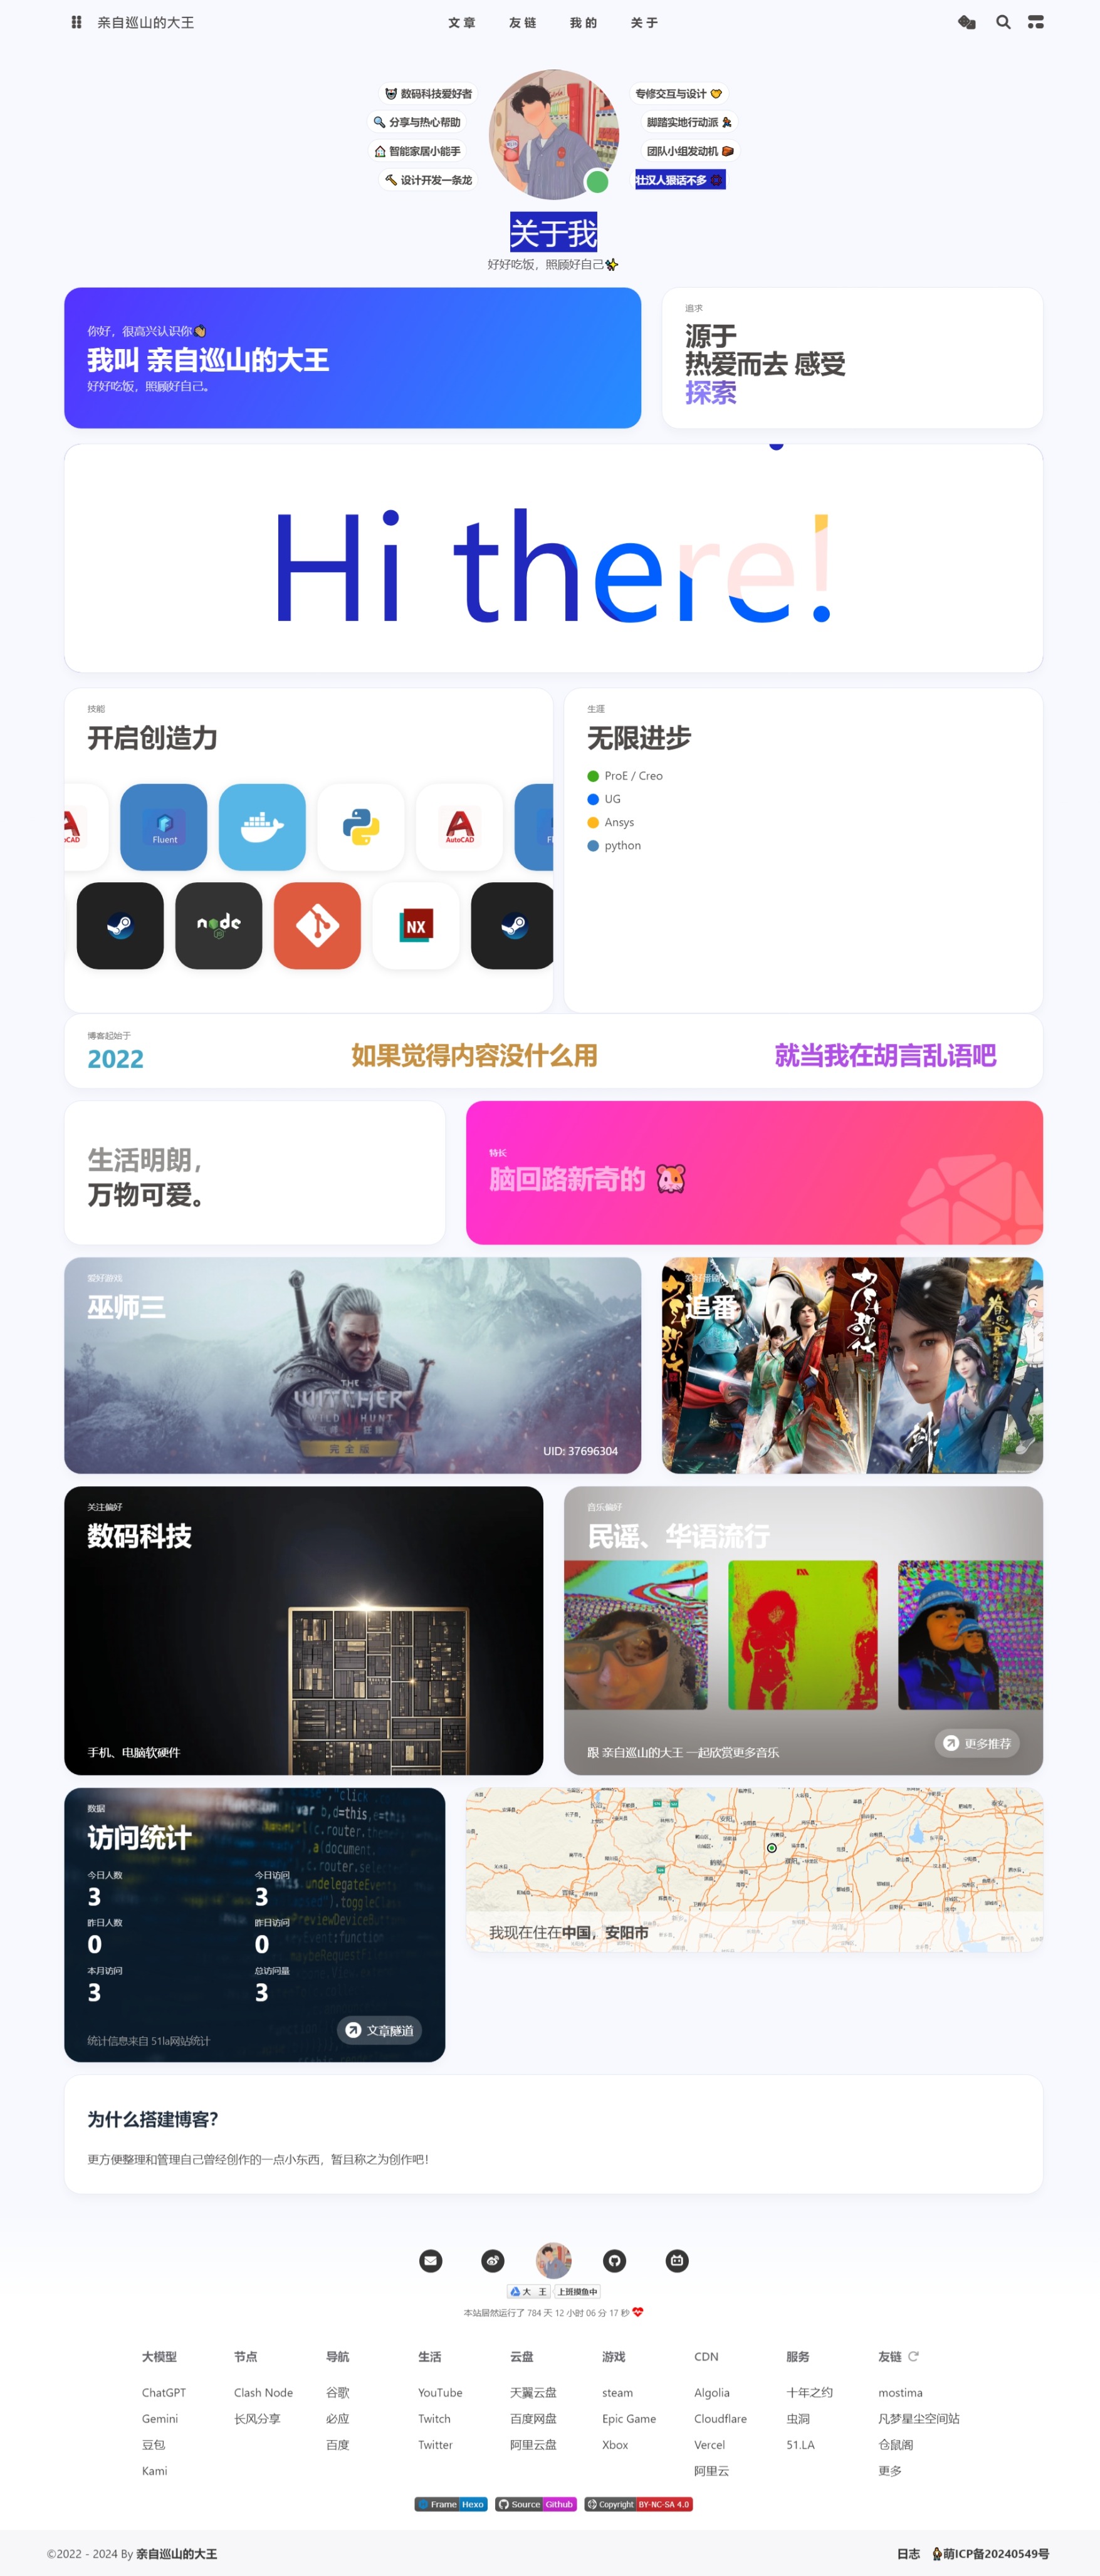 亲自巡山的大王
文章 友链 我的 关于
🐱 数码科技爱好者
🔍 分享与热心帮助
🏠 智能家居小能手
🔨 设计开发一条龙
专修交互与设计 🤝
脚踏实地行动派 🏃
团队小组发动机 🧱
壮汉人狠话不多
关于我
好好吃饭，照顾好自己✨
你好，很高兴认识你👋
我叫 亲自巡山的大王
好好吃饭，照顾好自己。
追求
源于
热爱而去 感受
探索
Hi there!
技能
开启创造力
AutoCAD
Fluent
AutoCAD
node
JS
NX
生涯
无限进步
ProE / Creo
UG
Ansys
python
博客起始于
2022
如果觉得内容没什么用
就当我在胡言乱语吧
生活明朗，
万物可爱。
特长
脑回路新奇的 🐹
爱好游戏
巫师三
THE
WITCHER
WILD HUNT
完全版
UID: 37696304
追番
关注偏好
数码科技
手机、电脑软硬件
音乐偏好
民谣、华语流行
跟 亲自巡山的大王 一起欣赏更多音乐
更多推荐
数据
访问统计
今日人数 今日访问
3 3
昨日人数 昨日访问
0 0
本月访问 总访问量
3 3
统计信息来自 51la网站统计
文章隧道
我现在住在中国，安阳市
为什么搭建博客？
更方便整理和管理自己曾经创作的一点小东西，暂且称之为创作吧！
大 王 上班摸鱼中
本站居然运行了 784 天 12 小时 06 分 17 秒
大模型 节点 导航 生活 云盘 游戏 CDN 服务 友链
ChatGPT Clash Node 谷歌 YouTube 天翼云盘 steam Algolia 十年之约 mostima
Gemini 长风分享 必应 Twitch 百度网盘 Epic Game Cloudflare 虫洞 凡梦星尘空间站
豆包 百度 Twitter 阿里云盘 Xbox Vercel 51.LA 仓鼠阁
Kami 阿里云 更多
Frame Hexo Source Github Copyright BY-NC-SA 4.0
©2022 - 2024 By 亲自巡山的大王
日志 萌ICP备20240549号